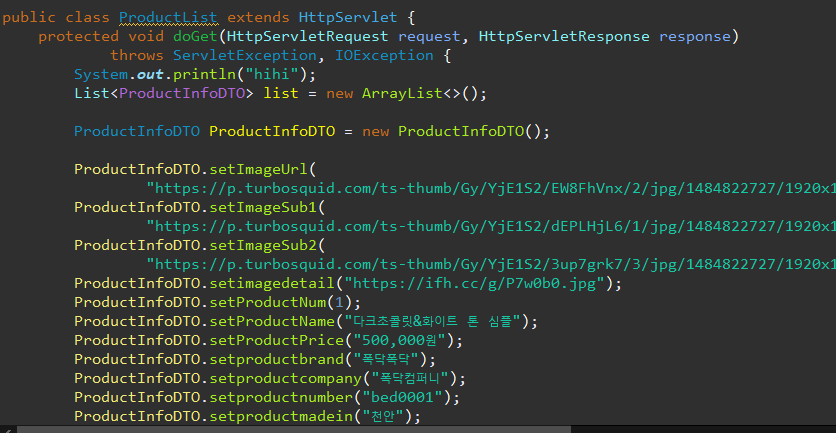 public class ProductList extends HttpServlet {
protected void doGet(HttpServletRequest request, HttpServletResponse response)
throws ServletException, IOException {
System.out.println("hihi");
List<ProductInfoDTO> list = new ArrayList<>();
ProductInfoDTO ProductInfoDTO = new ProductInfoDTO();
ProductInfoDTO.setImageUrl(
"https://p.turbosquid.com/ts-thumb/Gy/YjE1S2/EW8FhVnx/2/jpg/1484822727/1920x1
ProductInfoDTO.setImageSub1(
"https://p.turbosquid.com/ts-thumb/Gy/YjE1S2/dEPLHjL6/1/jpg/1484822727/1920x1
ProductInfoDTO.setImageSub2(
"https://p.turbosquid.com/ts-thumb/Gy/YjE1S2/3up7grk7/3/jpg/1484822727/1920x1
ProductInfoDTO.setimagedetail("https://ifh.cc/g/P7w0b0.jpg");
ProductInfoDTO.setProductNum(1);
ProductInfoDTO.setProductName("다크초콜릿&화이트 톤 심플");
ProductInfoDTO.setProductPrice("500,000원");
ProductInfoDTO.setproductbrand("폭닥폭닥");
ProductInfoDTO.setproductcompany("폭닥컴퍼니");
ProductInfoDTO.setproductnumber("bed0001");
ProductInfoDTO.setproductmadein("천안");